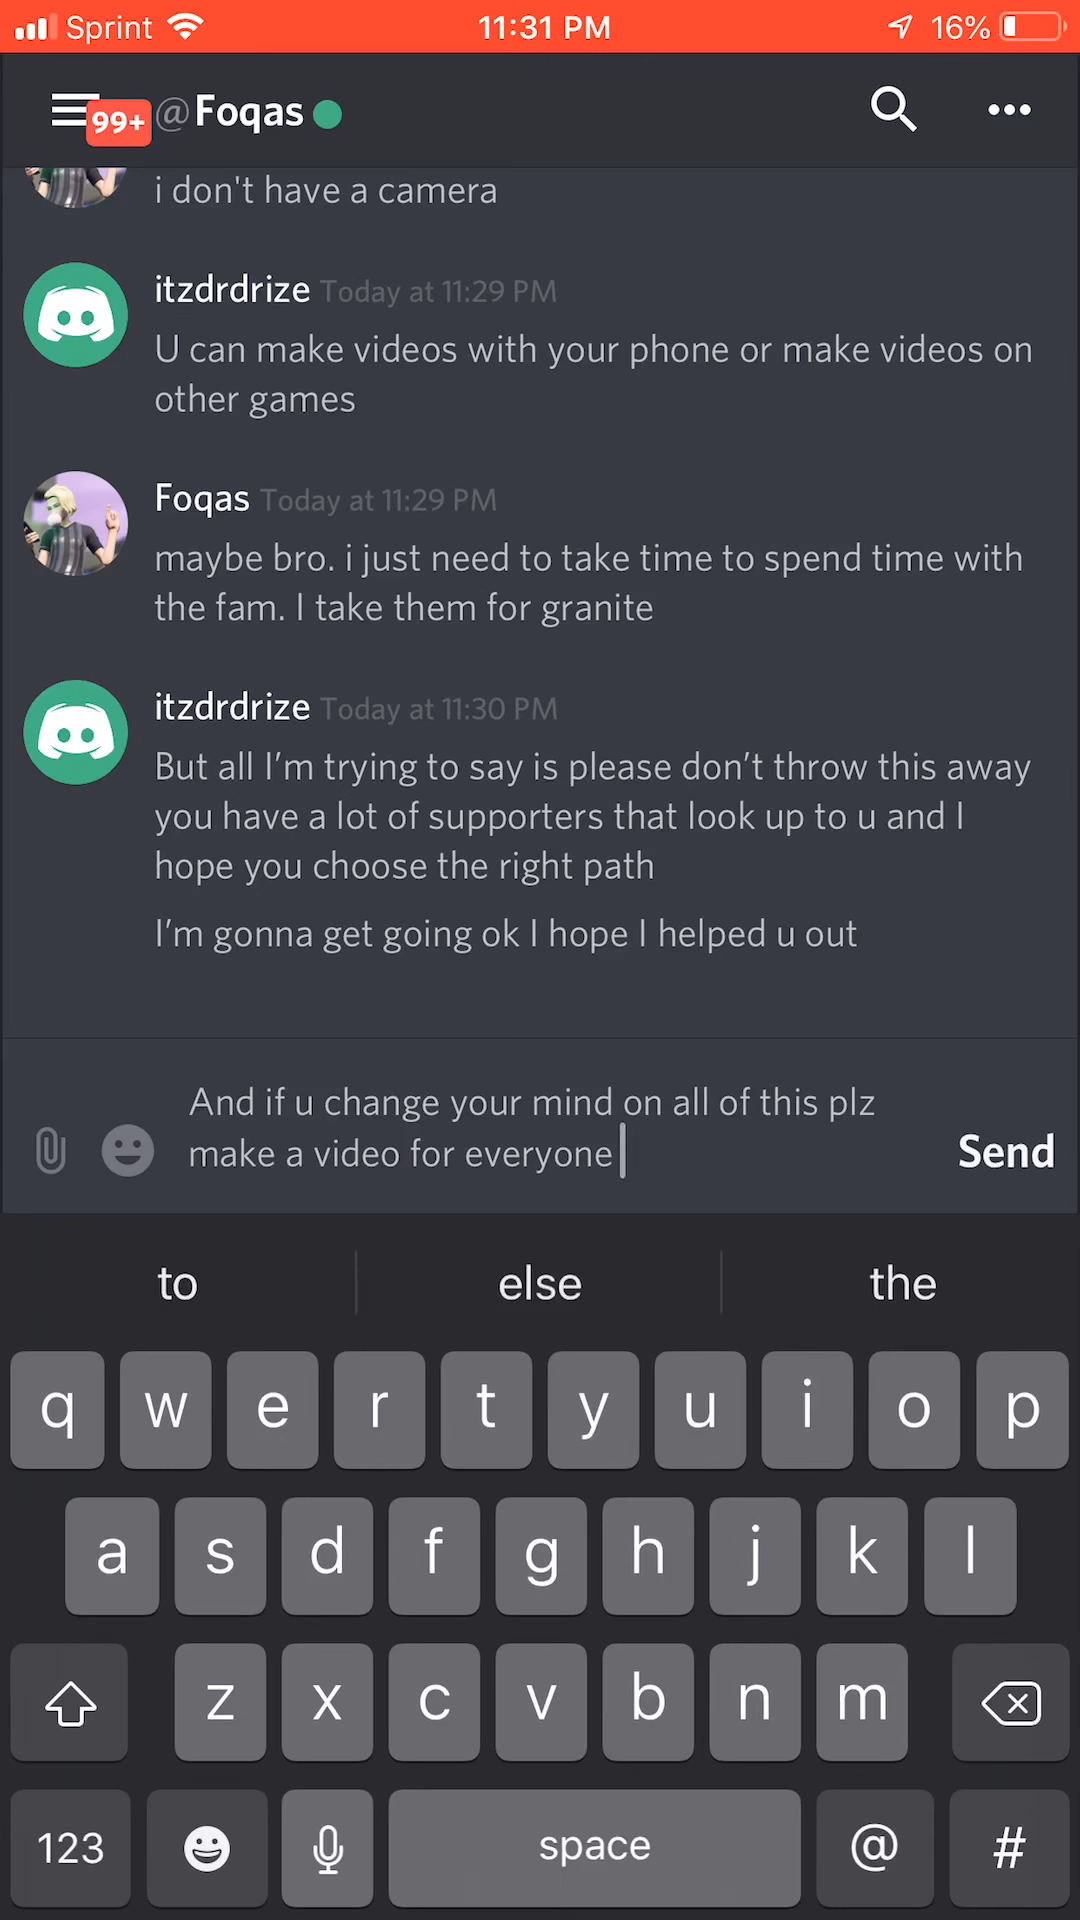 Sprint 11:31 PM 16%
99+ @Foqas
i don't have a camera
itzdrdrize Today at 11:29 PM
U can make videos with your phone or make videos on
other games
Foqas Today at 11:29 PM
maybe bro. i just need to take time to spend time with
the fam. I take them for granite
itzdrdrize Today at 11:30 PM
But all I’m trying to say is please don’t throw this away
you have a lot of supporters that look up to u and I
hope you choose the right path
I’m gonna get going ok I hope I helped u out
And if u change your mind on all of this plz
make a video for everyone
Send
to else the
q w e r t y u i o p
a s d f g h j k l
z x c v b n m
123 space @ #